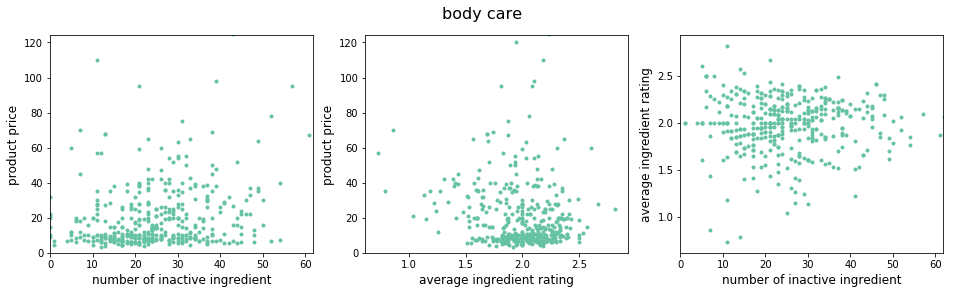 body care
product price
120
100
80
60
40
20
0
0 10 20 30 40 50 60
number of inactive ingredient
product price
120
100
80
60
40
20
0
1.0 1.5 2.0 2.5
average ingredient rating
average ingredient rating
2.5
2.0
1.5
1.0
0 10 20 30 40 50 60
number of inactive ingredient